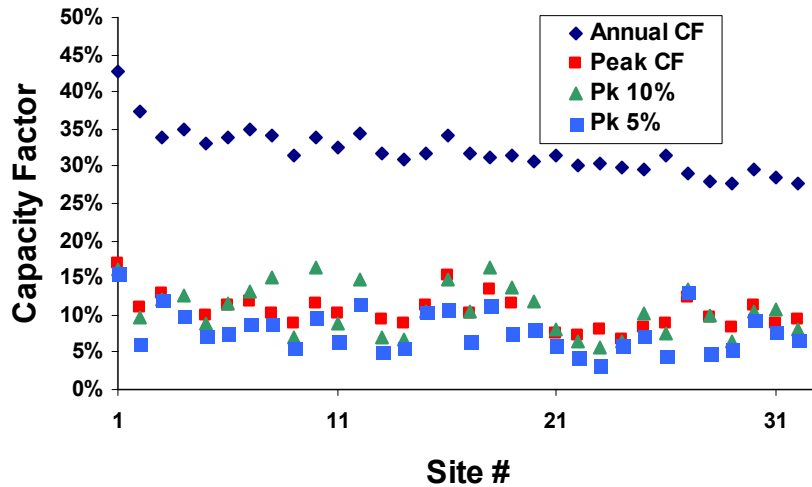 50%
45%
40%
35%
30%
25%
20%
15%
10%
5%
0%
Capacity Factor
Annual CF
Peak CF
Pk 10%
Pk 5%
1 11 21 31
Site #